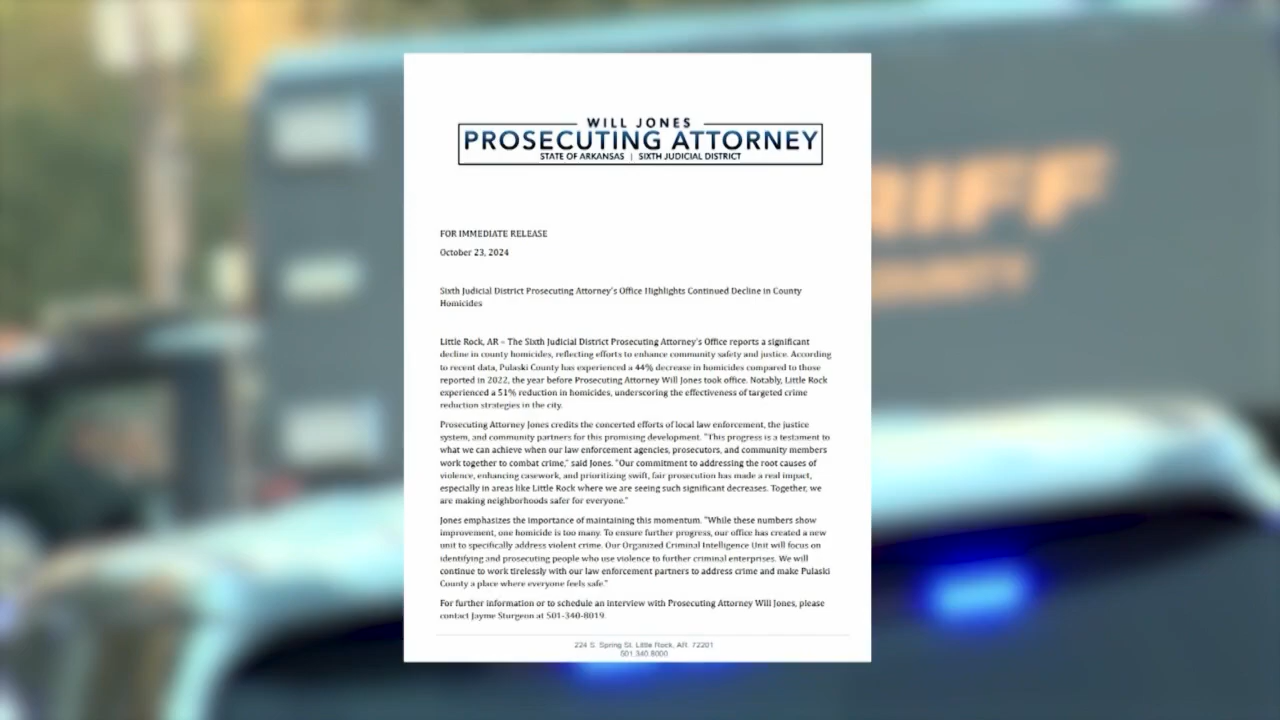 WILL JONES
PROSECUTING ATTORNEY
STATE OF ARKANSAS | SIXTH JUDICIAL DISTRICT
RIFF
FOR IMMEDIATE RELEASE
October 23, 2024
Sixth Judicial District Prosecuting Attorney's Office Highlights Continued Decline in County
Homicides
Little Rock, AR – The Sixth Judicial District Prosecuting Attorney's Office reports a significant
decline in county homicides, reflecting efforts to enhance community safety and justice. According
to recent data, Pulaski County has experienced a 44% decrease in homicides compared to those
reported in 2022, the year before Prosecuting Attorney Will Jones took office. Notably, Little Rock
experienced a 51% reduction in homicides, underscoring the effectiveness of targeted crime
reduction strategies in the city.
Prosecuting Attorney Jones credits the concerted efforts of local law enforcement, the justice
system, and community partners for this promising development. "This progress is a testament to
what we can achieve when our law enforcement agencies, prosecutors, and community members
work together to combat crime," said Jones. "Our commitment to addressing the root causes of
violence, enhancing casework, and prioritizing swift, fair prosecution has made a real impact,
especially in areas like Little Rock where we are seeing such significant decreases. Together, we
are making neighborhoods safer for everyone."
Jones emphasizes the importance of maintaining this momentum. "While these numbers show
improvement, one homicide is too many. To ensure further progress, our office has created a new
unit to specifically address violent crime. Our Organized Criminal Intelligence Unit will focus on
identifying and prosecuting people who use violence to further criminal enterprises. We will
continue to work tirelessly with our law enforcement partners to address crime and make Pulaski
County a place where everyone feels safe."
For further information or to schedule an interview with Prosecuting Attorney Will Jones, please
contact Jayme Sturgeon at 501-340-8019.
224 S. Spring St. Little Rock, AR. 72201
501.340.8000